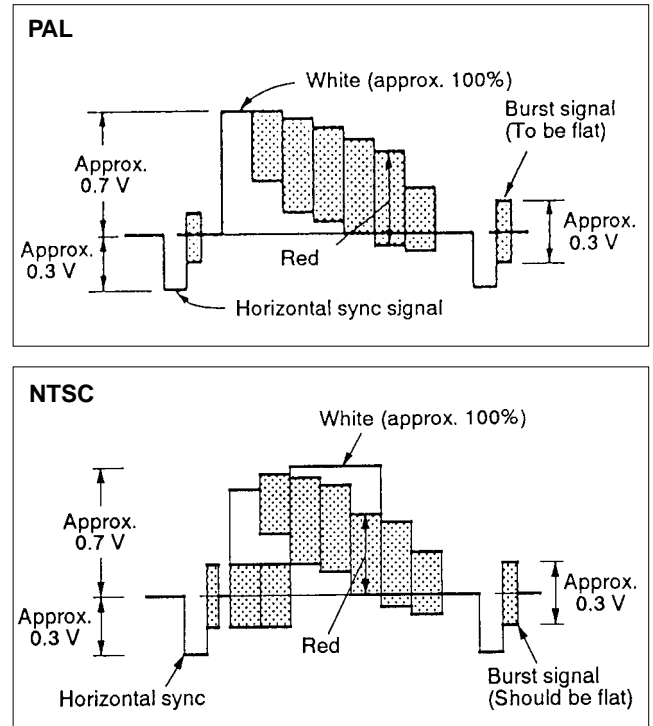 PAL
White (approx. 100%)
Burst signal
(To be flat)
Approx.
0.7 V
Approx.
0.3 V
Approx.
0.3 V
Red
Horizontal sync signal
NTSC
White (approx. 100%)
Approx.
0.7 V
Approx.
0.3 V
Approx.
0.3 V
Red
Horizontal sync
Burst signal
(Should be flat)